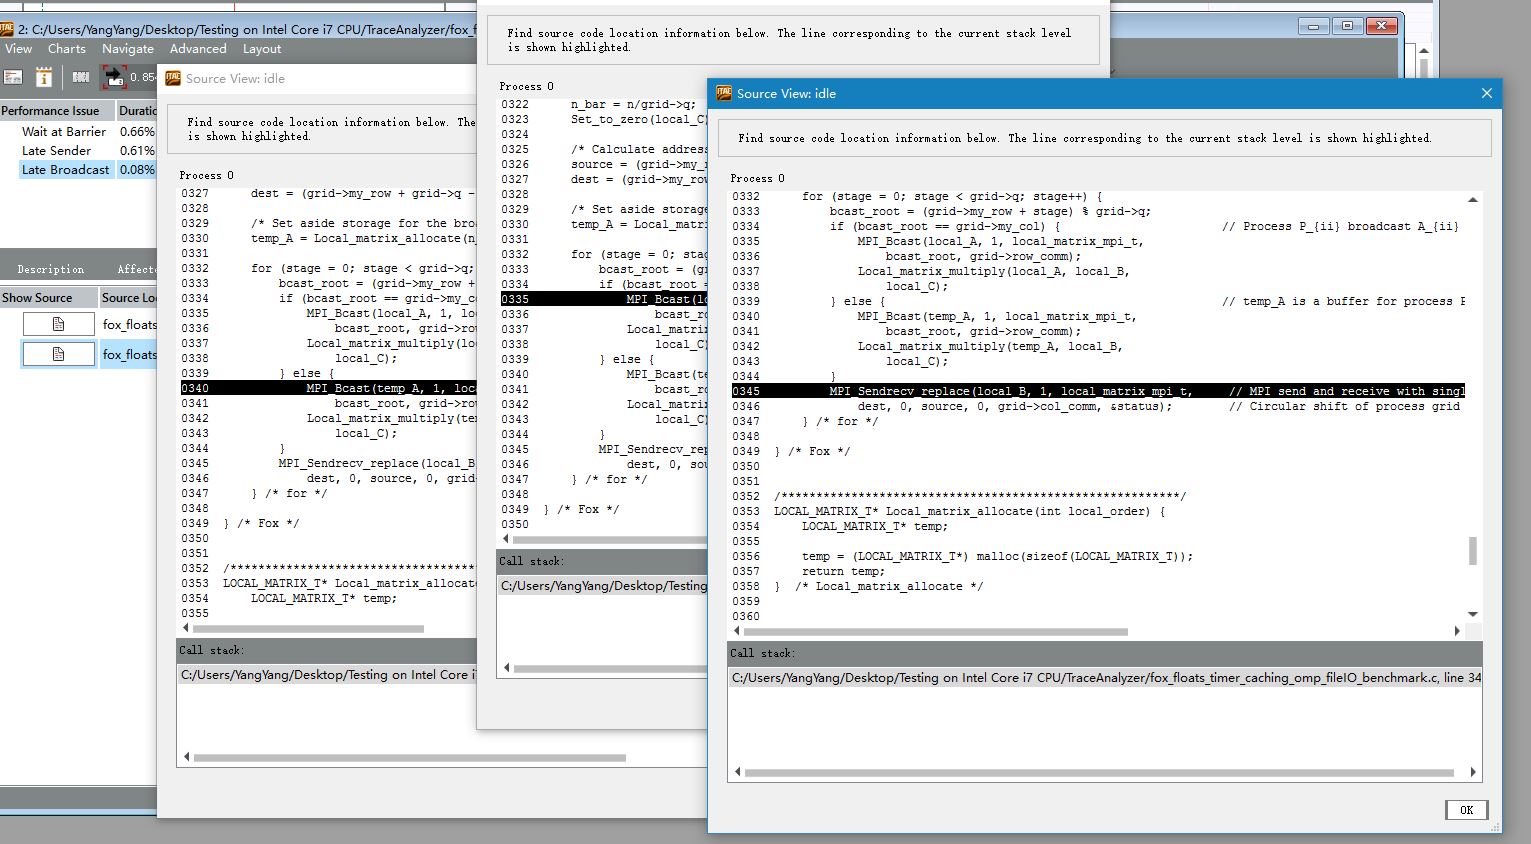 2: C:/Users/YangYang/Desktop/Testing on Intel Core i7 CPU/TraceAnalyzer/fox_f
View Charts Navigate Advanced Layout
0.854
Performance Issue Duratio
Wait at Barrier 0.66%
Late Sender 0.61%
Late Broadcast 0.08%
Description Affecte
Show Source Source Lo
fox_floats
fox_floats
Source View: idle
Find source code location information below. The
is shown highlighted.
Process 0
0327 dest = (grid->my_row + grid->q -
0328
0329 /* Set aside storage for the bro
0330 temp_A = Local_matrix_allocate(n_
0331
0332 for (stage = 0; stage < grid->q;
0333 bcast_root = (grid->my_row +
0334 if (bcast_root == grid->my_co
0335 MPI_Bcast(local_A, 1, lo
0336 bcast_root, grid->row
0337 Local_matrix_multiply(lo
0338 local_C);
0339 } else {
0340 MPI_Bcast(temp_A, 1, loca
0341 bcast_root, grid->row
0342 Local_matrix_multiply(te
0343 local_C);
0344 }
0345 MPI_Sendrecv_replace(local_B
0346 dest, 0, source, 0, grid
0347 } /* for */
0348
0349 } /* Fox */
0350
0351
0352 /************************************
0353 LOCAL_MATRIX_T* Local_matrix_allocate
0354 LOCAL_MATRIX_T* temp;
0355
Call stack:
C:/Users/YangYang/Desktop/Testing on Intel Core i7
Find source code location information below. The line corresponding to the current stack level
is shown highlighted.
Process 0
0322 n_bar = n/grid->q;
0323 Set_to_zero(local_C)
0324
0325 /* Calculate address
0326 source = (grid->my_r
0327 dest = (grid->my_row
0328
0329 /* Set aside storage
0330 temp_A = Local_matri
0331
0332 for (stage = 0; stag
0333 bcast_root = (gr
0334 if (bcast_root =
0335 MPI_Bcast(lo
0336 bcast_ro
0337 Local_matrix
0338 local_C)
0339 } else {
0340 MPI_Bcast(te
0341 bcast_ro
0342 Local_matrix
0343 local_C)
0344 }
0345 MPI_Sendrecv_rep
0346 dest, 0, sou
0347 } /* for */
0348
0349 } /* Fox */
0350
Call stack:
C:/Users/YangYang/Desktop/Testing
Source View: idle
Find source code location information below. The line corresponding to the current stack level is shown highlighted.
Process 0
0332 for (stage = 0; stage < grid->q; stage++) {
0333 bcast_root = (grid->my_row + stage) % grid->q;
0334 if (bcast_root == grid->my_col) { // Process P_{ii} broadcast A_{ii}
0335 MPI_Bcast(local_A, 1, local_matrix_mpi_t,
0336 bcast_root, grid->row_comm);
0337 Local_matrix_multiply(local_A, local_B,
0338 local_C);
0339 } else { // temp_A is a buffer for process P
0340 MPI_Bcast(temp_A, 1, local_matrix_mpi_t,
0341 bcast_root, grid->row_comm);
0342 Local_matrix_multiply(temp_A, local_B,
0343 local_C);
0344 }
0345 MPI_Sendrecv_replace(local_B, 1, local_matrix_mpi_t, // MPI send and receive with singl
0346 dest, 0, source, 0, grid->col_comm, &status); // Circular shift of process grid
0347 } /* for */
0348
0349 } /* Fox */
0350
0351
0352 /*********************************************************/
0353 LOCAL_MATRIX_T* Local_matrix_allocate(int local_order) {
0354 LOCAL_MATRIX_T* temp;
0355
0356 temp = (LOCAL_MATRIX_T*) malloc(sizeof(LOCAL_MATRIX_T));
0357 return temp;
0358 } /* Local_matrix_allocate */
0359
0360
Call stack:
C:/Users/YangYang/Desktop/Testing on Intel Core i7 CPU/TraceAnalyzer/fox_floats_timer_caching_omp_fileIO_benchmark.c, line 34
OK